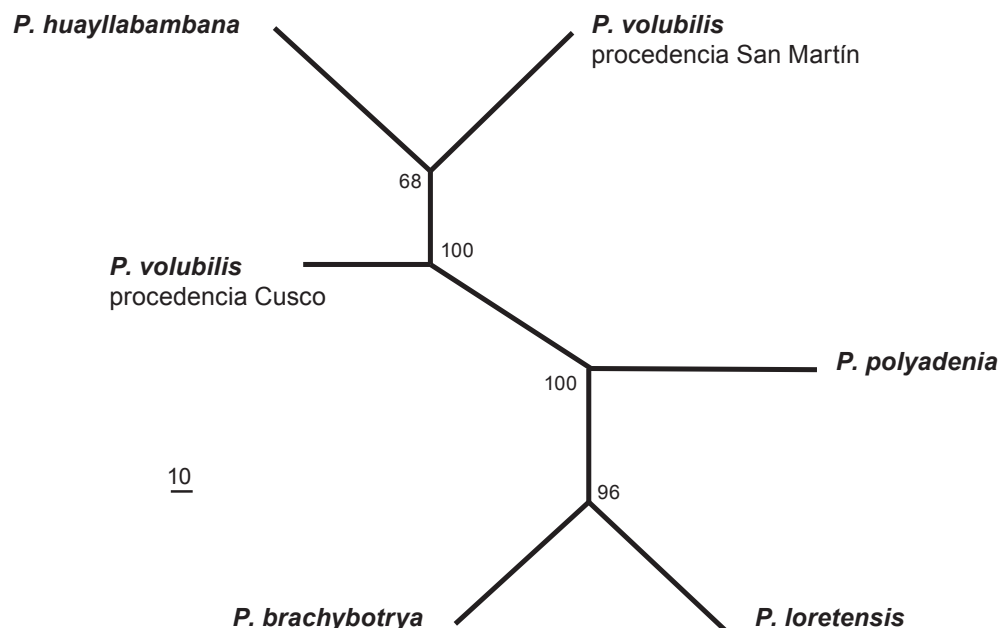 P. huayllabambana
P. volubilis
procedencia San Martín
68
100
P. volubilis
procedencia Cusco
P. polyadenia
100
10
96
P. brachybotrya
P. loretensis